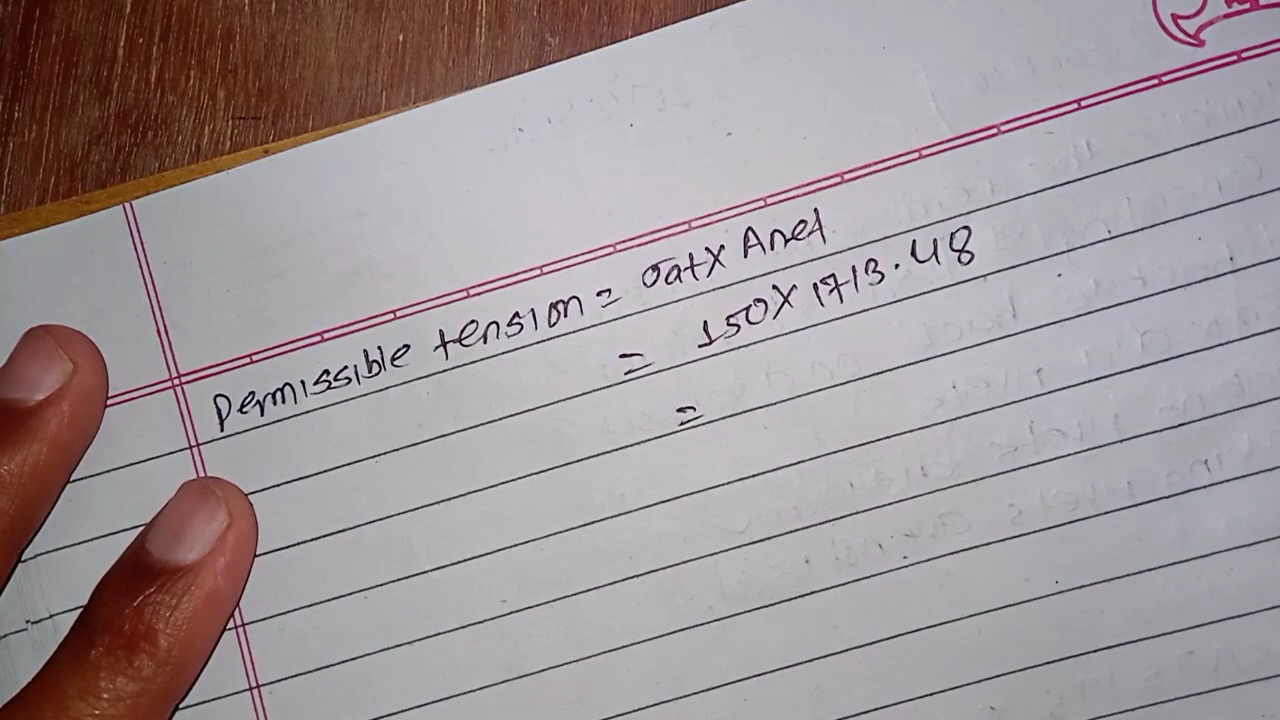 Permissible tension = σat X Anet
= 150 X 1713.48
=